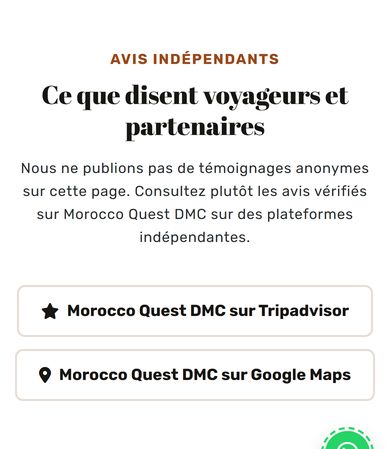 AVIS INDÉPENDANTS
Ce que disent voyageurs et
partenaires
Nous ne publions pas de témoignages anonymes
sur cette page. Consultez plutôt les avis vérifiés
sur Morocco Quest DMC sur des plateformes
indépendantes.
Morocco Quest DMC sur Tripadvisor
Morocco Quest DMC sur Google Maps